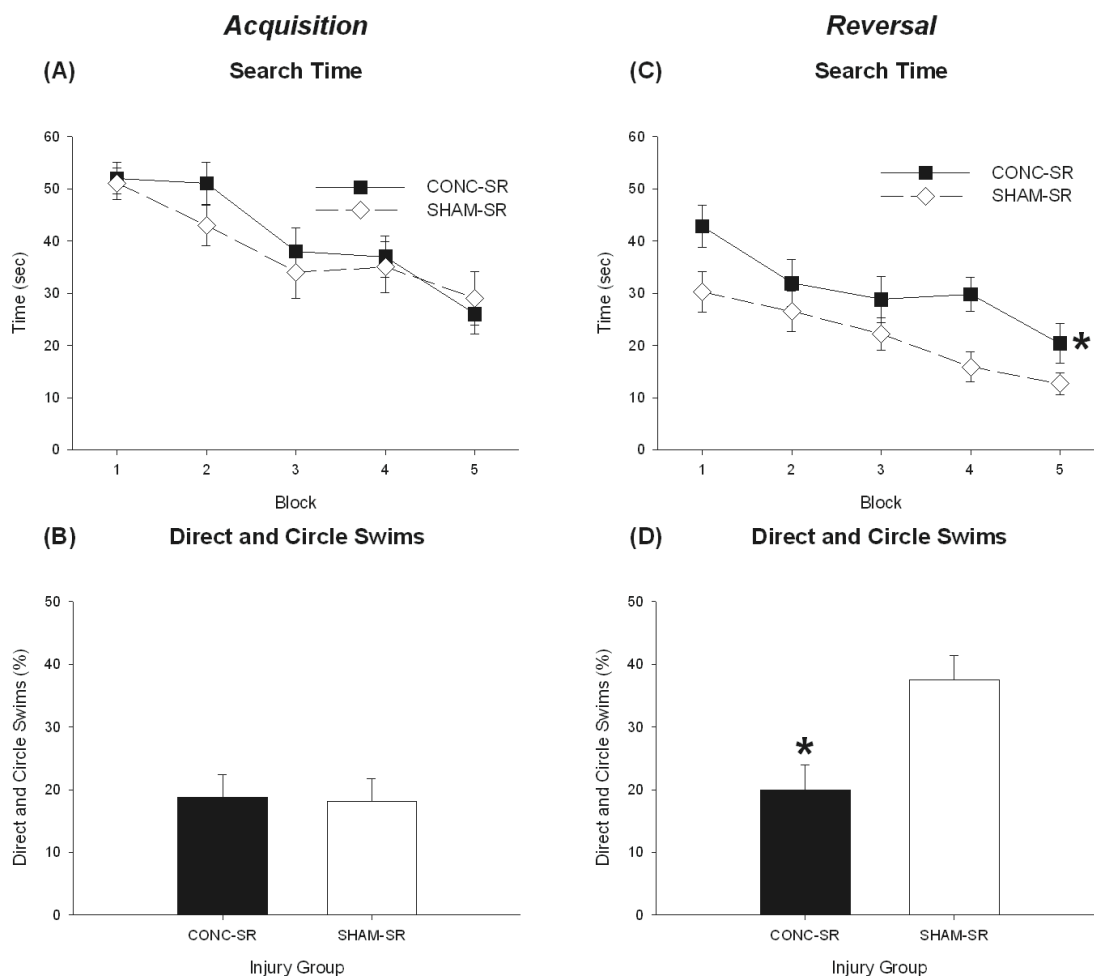 Acquisition
(A) Search Time
60
50
40
30
20
10
0
Time (sec)
CONC-SR
SHAM-SR
1 2 3 4 5
Block
Reversal
(C) Search Time
60
50
40
30
20
10
0
Time (sec)
CONC-SR
SHAM-SR
*
1 2 3 4 5
Block
(B) Direct and Circle Swims
50
40
30
20
10
0
Direct and Circle Swims (%)
CONC-SR SHAM-SR
Injury Group
(D) Direct and Circle Swims
50
40
30
20
10
0
Direct and Circle Swims (%)
*
CONC-SR SHAM-SR
Injury Group